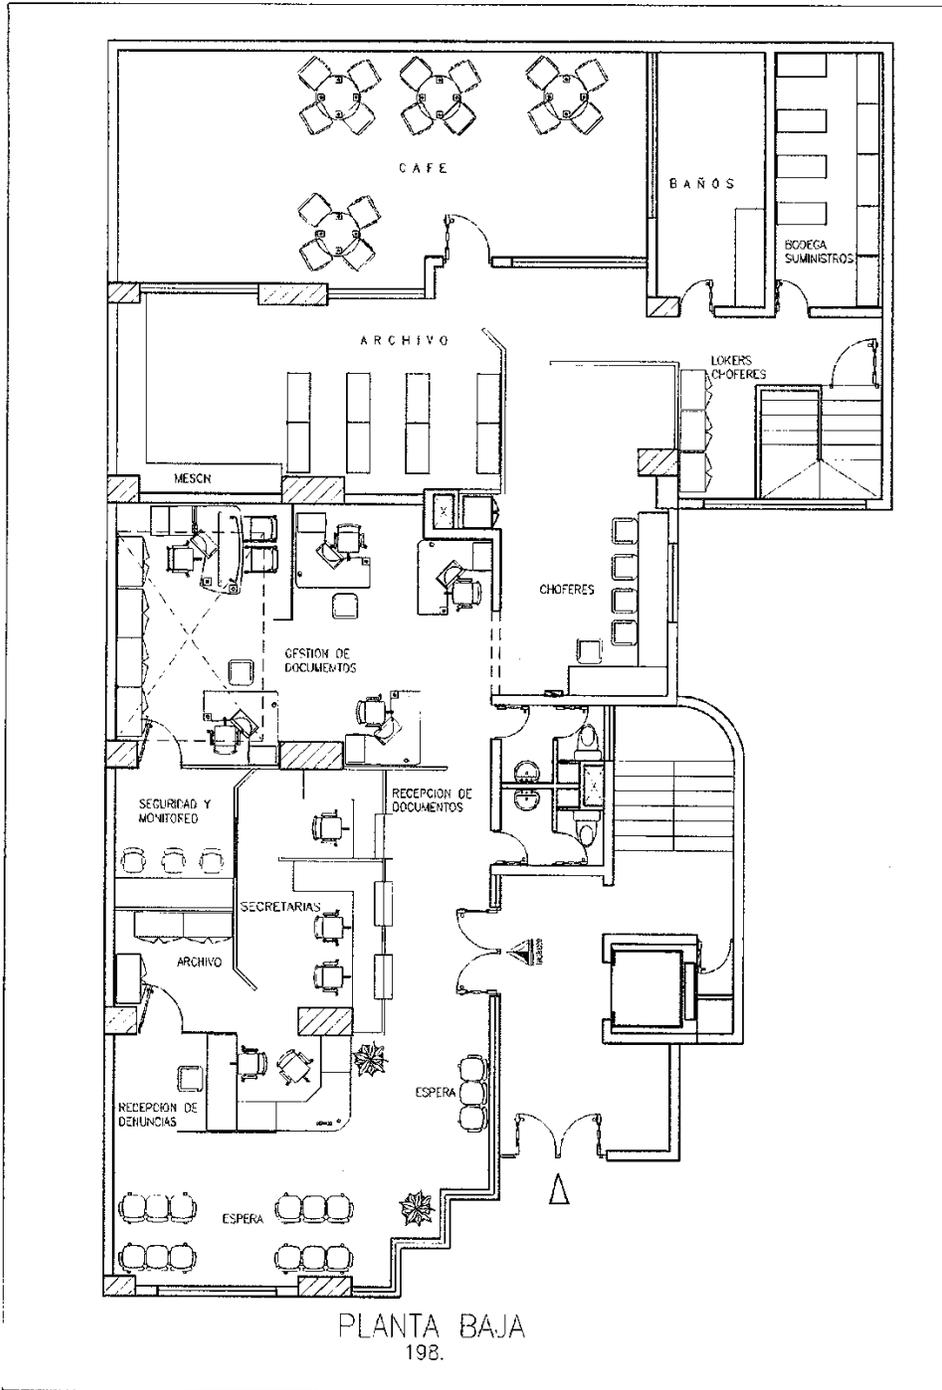 CAFE
BAÑOS
BODEGA
SUMINISTROS
ARCHIVO
LOKERS
CHOFERES
MESCN
CHOFERES
GESTION DE
DOCUMENTOS
RECEPCION DE
DOCUMENTOS
SEGURIDAD Y
MONITOREO
SECRETARIAS
ARCHIVO
ESPERA
RECEPCION DE
DENUNCIAS
ESPERA
PLANTA BAJA
198.